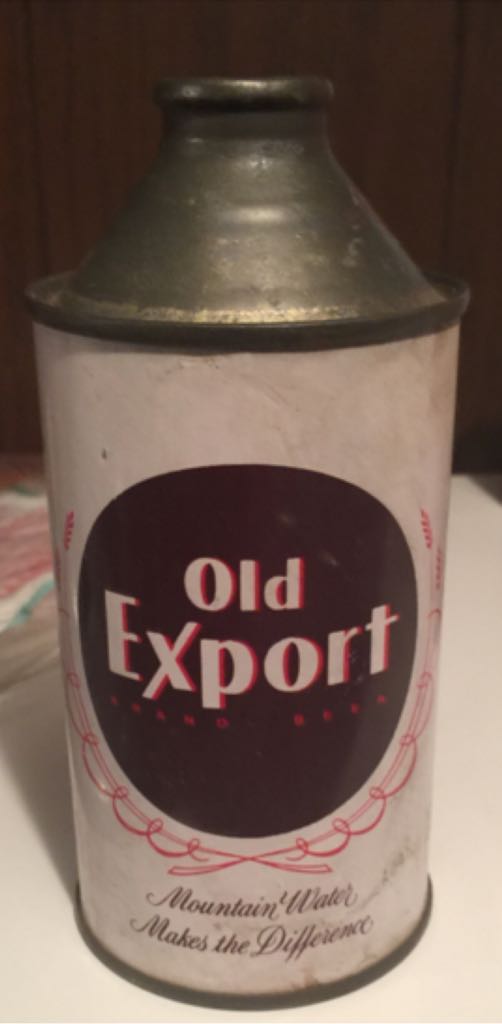 Old
Export
BRAND BEER
Mountain Water
Makes the Difference